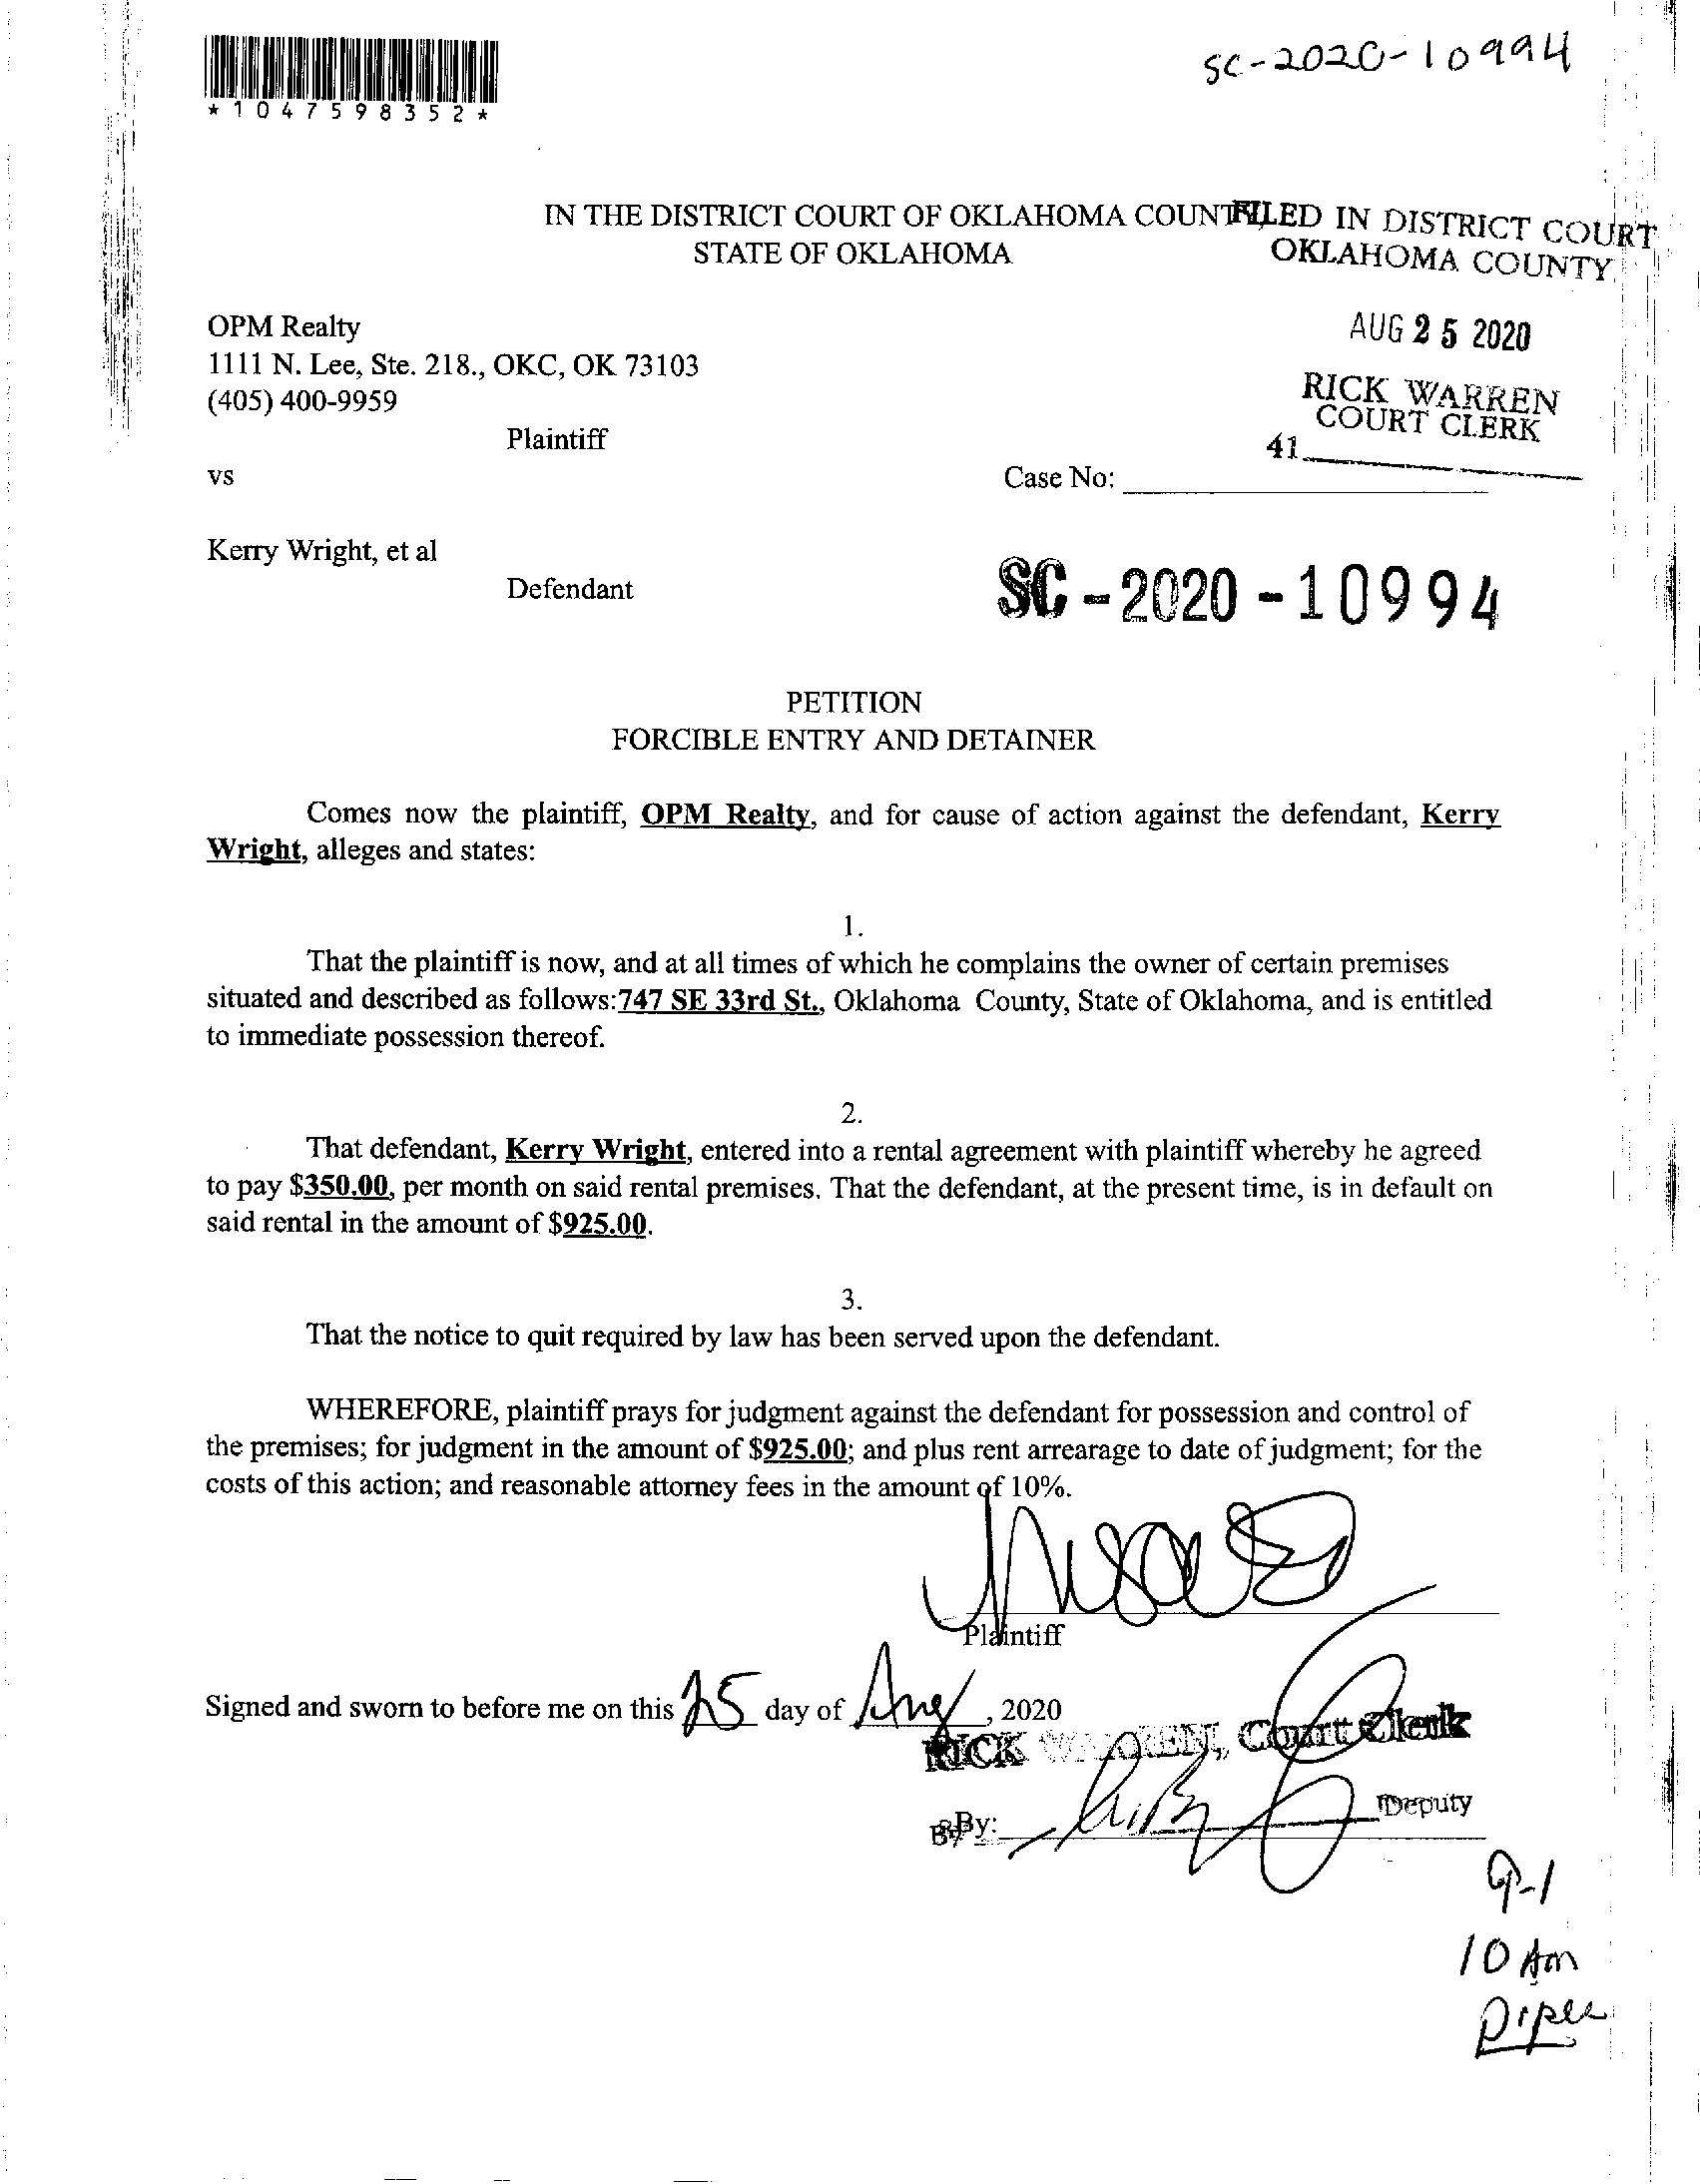 SC-2020-10994
*1047598352*
IN THE DISTRICT COURT OF OKLAHOMA COUNTY,
STATE OF OKLAHOMA
FILED IN DISTRICT COURT
OKLAHOMA COUNTY
AUG 25 2020
RICK WARREN
COURT CLERK
41
OPM Realty
1111 N. Lee, Ste. 218., OKC, OK 73103
(405) 400-9959
Plaintiff
vs
Case No:
Kerry Wright, et al
Defendant
SC-2020-10994
PETITION
FORCIBLE ENTRY AND DETAINER
Comes now the plaintiff, OPM Realty, and for cause of action against the defendant, Kerry
Wright, alleges and states:
1.
That the plaintiff is now, and at all times of which he complains the owner of certain premises
situated and described as follows:747 SE 33rd St., Oklahoma County, State of Oklahoma, and is entitled
to immediate possession thereof.
2.
That defendant, Kerry Wright, entered into a rental agreement with plaintiff whereby he agreed
to pay $350.00, per month on said rental premises. That the defendant, at the present time, is in default on
said rental in the amount of $925.00.
3.
That the notice to quit required by law has been served upon the defendant.
WHEREFORE, plaintiff prays for judgment against the defendant for possession and control of
the premises; for judgment in the amount of $925.00; and plus rent arrearage to date of judgment; for the
costs of this action; and reasonable attorney fees in the amount of 10%.
Plaintiff
Signed and sworn to before me on this 25 day of Aug, 2020
RICK WARREN, Court Clerk
By: By: Deputy
9-1
10 Am